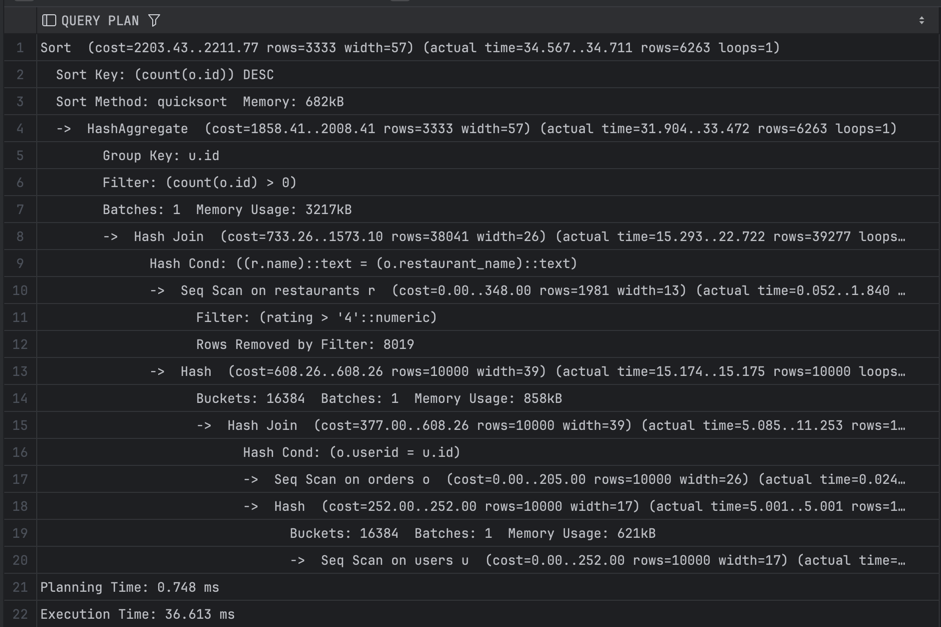 QUERY PLAN
1 Sort  (cost=2203.43..2211.77 rows=3333 width=57) (actual time=34.567..34.711 rows=6263 loops=1)
2 Sort Key: (count(o.id)) DESC
3 Sort Method: quicksort  Memory: 682kB
4 ->  HashAggregate  (cost=1858.41..2008.41 rows=3333 width=57) (actual time=31.904..33.472 rows=6263 loops=1)
5 Group Key: u.id
6 Filter: (count(o.id) > 0)
7 Batches: 1  Memory Usage: 3217kB
8 ->  Hash Join  (cost=733.26..1573.10 rows=38041 width=26) (actual time=15.293..22.722 rows=39277 loops…
9 Hash Cond: ((r.name)::text = (o.restaurant_name)::text)
10 ->  Seq Scan on restaurants r  (cost=0.00..348.00 rows=1981 width=13) (actual time=0.052..1.840 …
11 Filter: (rating > '4'::numeric)
12 Rows Removed by Filter: 8019
13 ->  Hash  (cost=608.26..608.26 rows=10000 width=39) (actual time=15.174..15.175 rows=10000 loops…
14 Buckets: 16384  Batches: 1  Memory Usage: 858kB
15 ->  Hash Join  (cost=377.00..608.26 rows=10000 width=39) (actual time=5.085..11.253 rows=1…
16 Hash Cond: (o.userid = u.id)
17 ->  Seq Scan on orders o  (cost=0.00..205.00 rows=10000 width=26) (actual time=0.024…
18 ->  Hash  (cost=252.00..252.00 rows=10000 width=17) (actual time=5.001..5.001 rows=1…
19 Buckets: 16384  Batches: 1  Memory Usage: 621kB
20 ->  Seq Scan on users u  (cost=0.00..252.00 rows=10000 width=17) (actual time=…
21 Planning Time: 0.748 ms
22 Execution Time: 36.613 ms